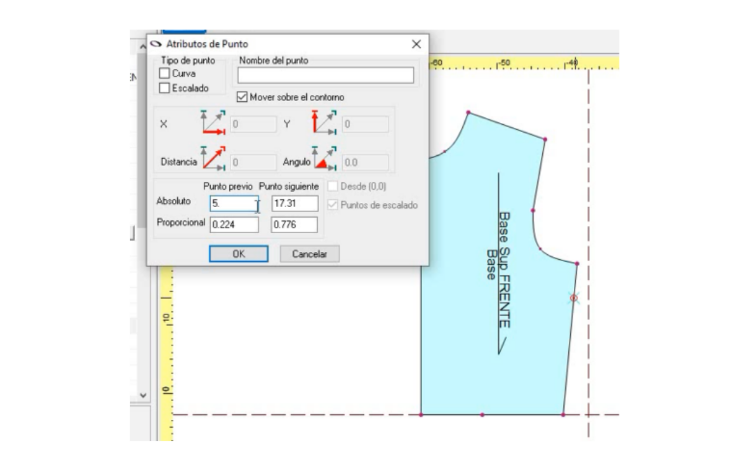 Atributos de Punto
Tipo de punto
Nombre del punto
Curva
Escalado
Mover sobre el contorno
X 0 Y 0
Distancia 0 Angulo 0.0
Punto previo Punto siguiente Desde (0,0)
Absoluto 5. 17.31 Puntos de escalado
Proporcional 0.224 0.776
OK Cancelar
-60 -50 -40
Base Sup FRENTE
Base
10
0